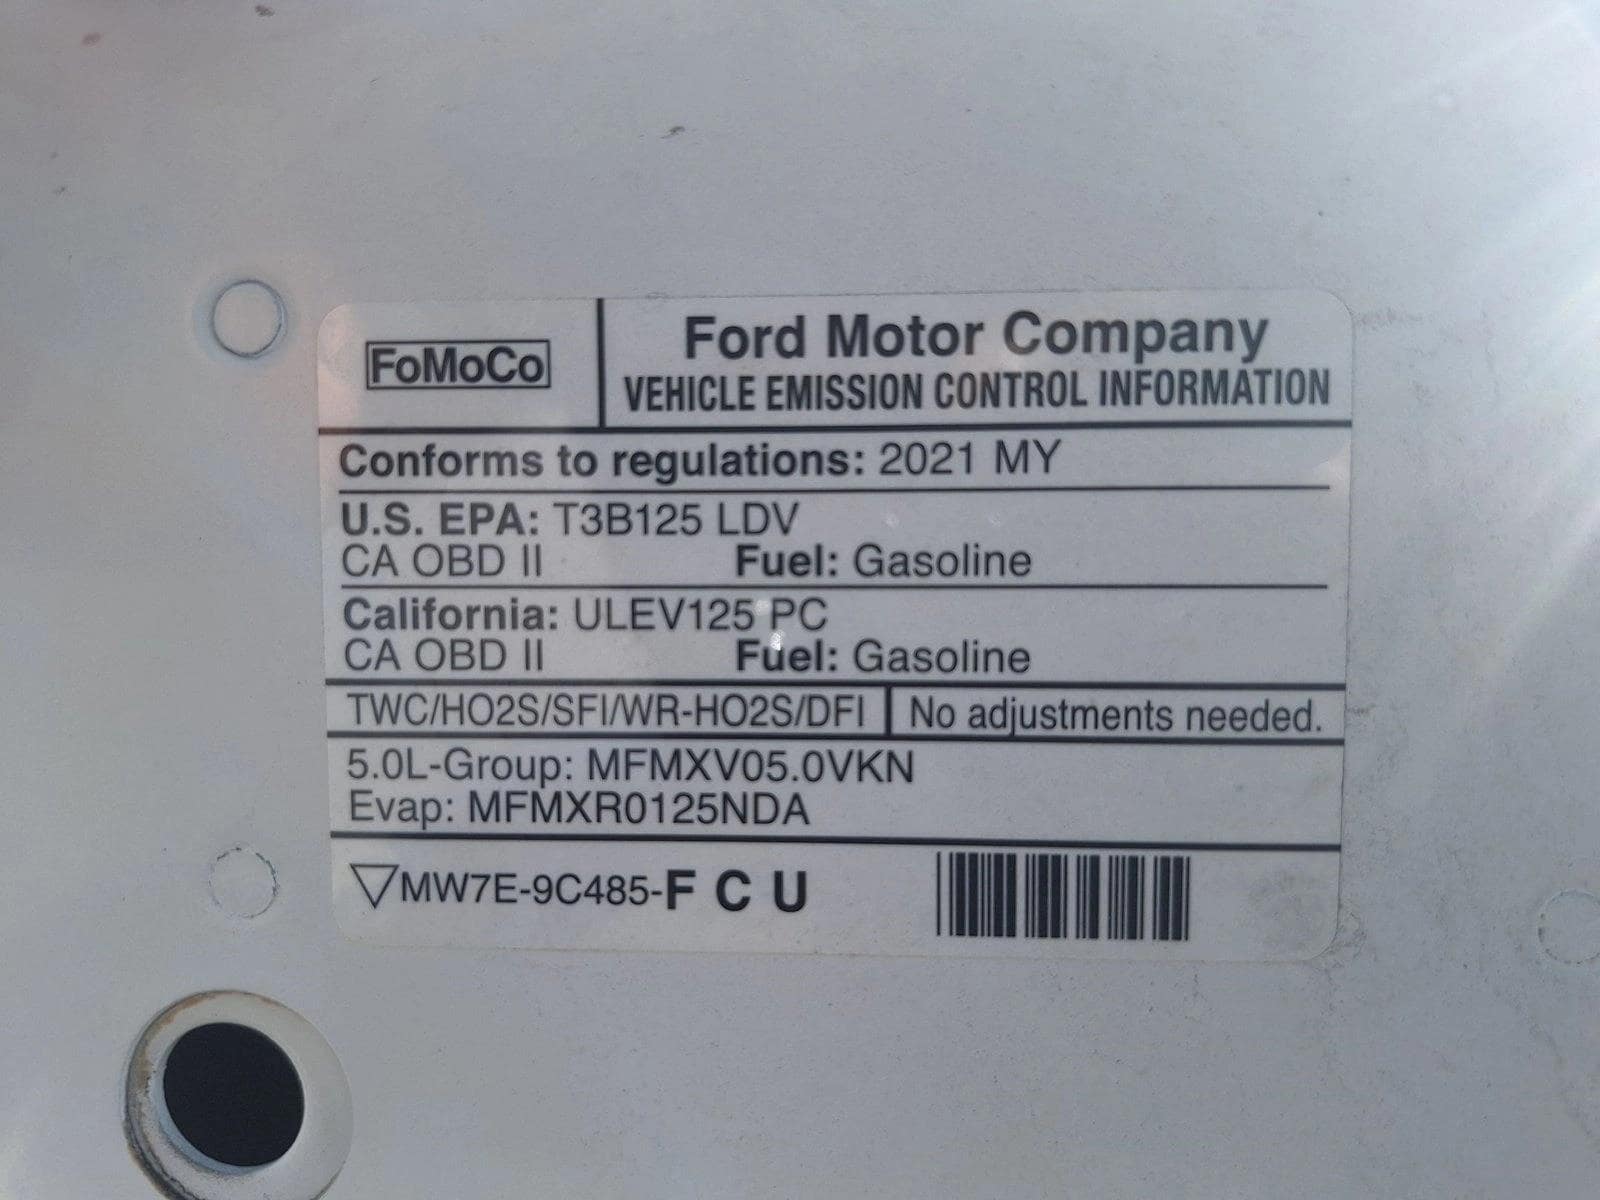 FoMoCo
Ford Motor Company
VEHICLE EMISSION CONTROL INFORMATION
Conforms to regulations: 2021 MY
U.S. EPA: T3B125 LDV
CA OBD II Fuel: Gasoline
California: ULEV125 PC
CA OBD II Fuel: Gasoline
TWC/HO2S/SFI/WR-HO2S/DFI No adjustments needed.
5.0L-Group: MFMXV05.0VKN
Evap: MFMXR0125NDA
▽MW7E-9C485-F C U